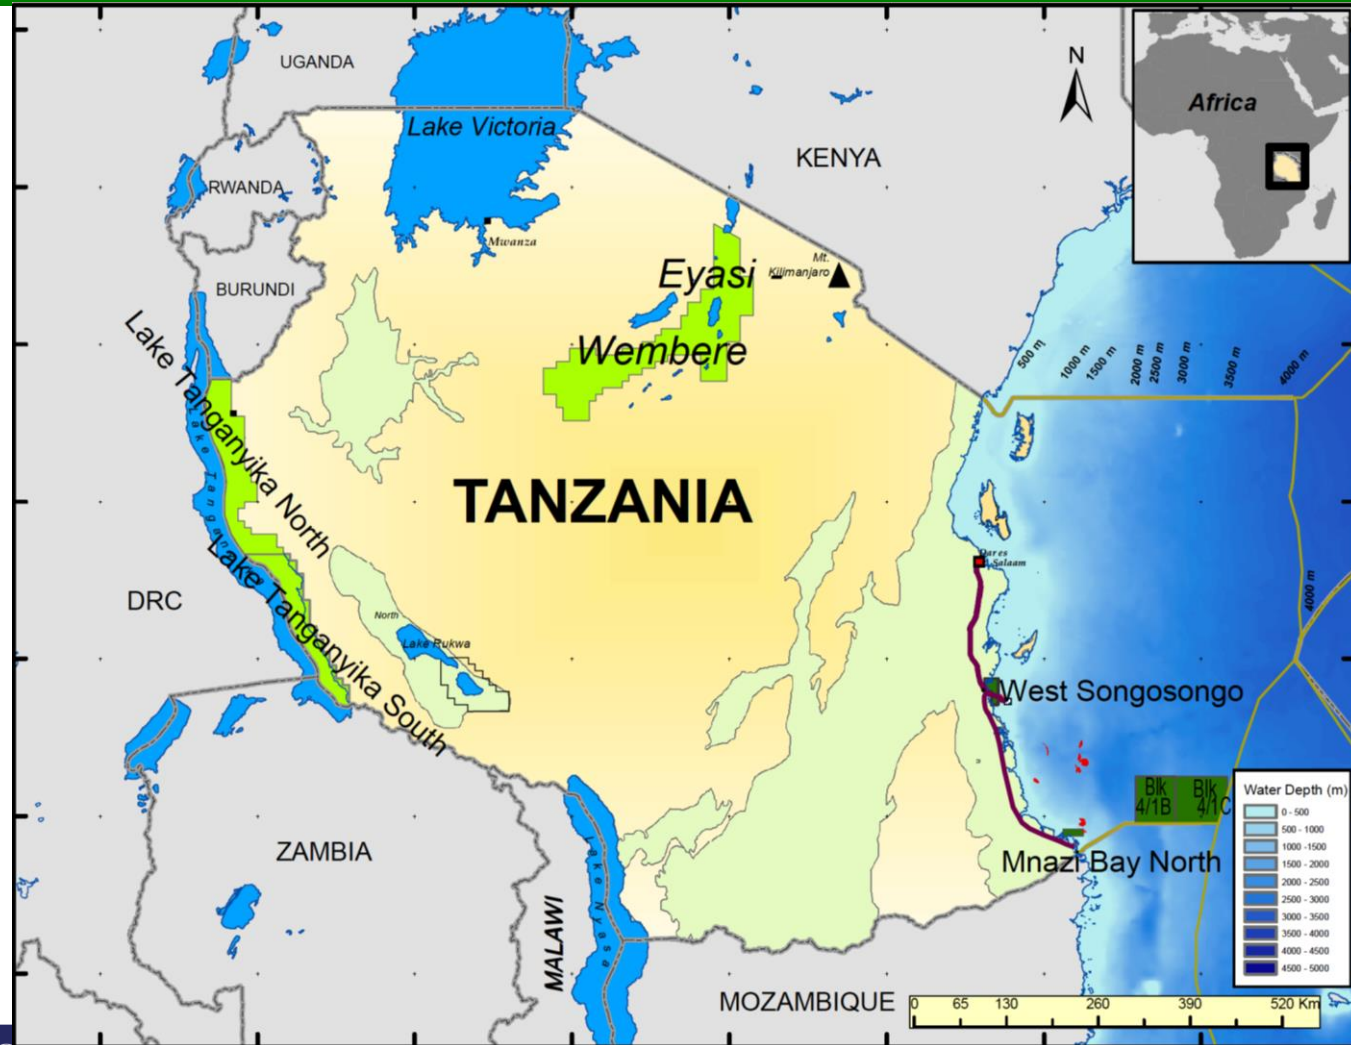 UGANDA
Lake Victoria
RWANDA
KENYA
N
Africa
Mwanza
BURUNDI
Eyasi
Mt.
Kilimanjaro
Wembere
500 m
1000 m
1500 m
2000 m
2500 m
3000 m
3500 m
4000 m
Lake Tanganyika North
TANZANIA
Dar es
Salaam
4000 m
DRC
Lake Tanganyika South
North
Lake Rukwa
West Songosongo
Blk
4/1B
Blk
4/1C
Mnazi Bay North
ZAMBIA
MALAWI
Lake Nyasa
MOZAMBIQUE
Water Depth (m)
0 - 500
500 - 1000
1000 -1500
1500 - 2000
2000 - 2500
2500 - 3000
3000 - 3500
3500 - 4000
4000 - 4500
4500 - 5000
0 65 130 260 390 520 Km